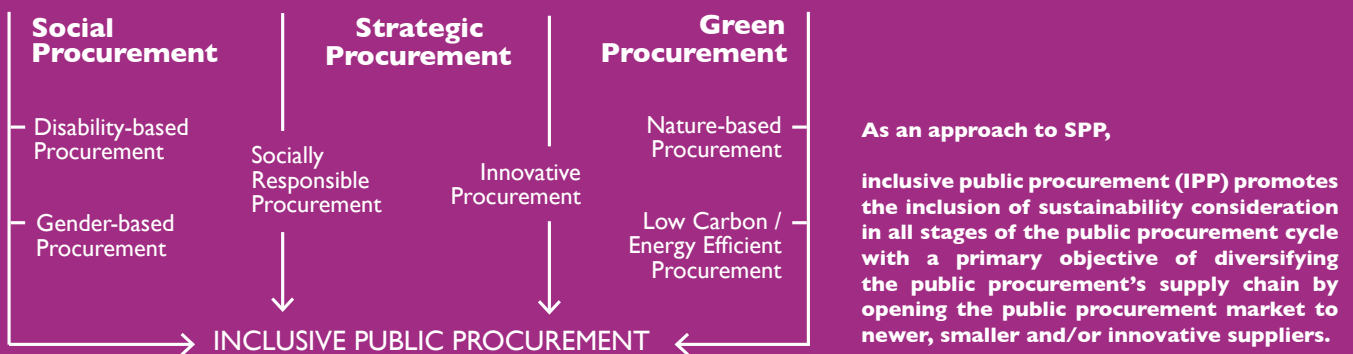 Social
Procurement
Disability-based
Procurement
Gender-based
Procurement
Socially
Responsible
Procurement
Strategic
Procurement
Innovative
Procurement
Green
Procurement
Nature-based
Procurement
Low Carbon /
Energy Efficient
Procurement
INCLUSIVE PUBLIC PROCUREMENT
As an approach to SPP,
inclusive public procurement (IPP) promotes
the inclusion of sustainability consideration
in all stages of the public procurement cycle
with a primary objective of diversifying
the public procurement's supply chain by
opening the public procurement market to
newer, smaller and/or innovative suppliers.